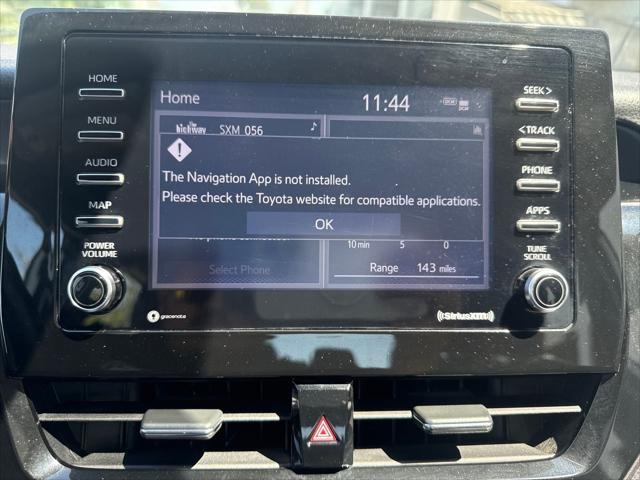 HOME
MENU
AUDIO
MAP
POWER
VOLUME
Home
11:44
DCM
the highway SXM 056
The Navigation App is not installed.
Please check the Toyota website for compatible applications.
OK
Select Phone
10 min 5 0
Range 143 miles
SEEK >
< TRACK
PHONE
APPS
TUNE
SCROLL
gracenote
((SiriusXM))